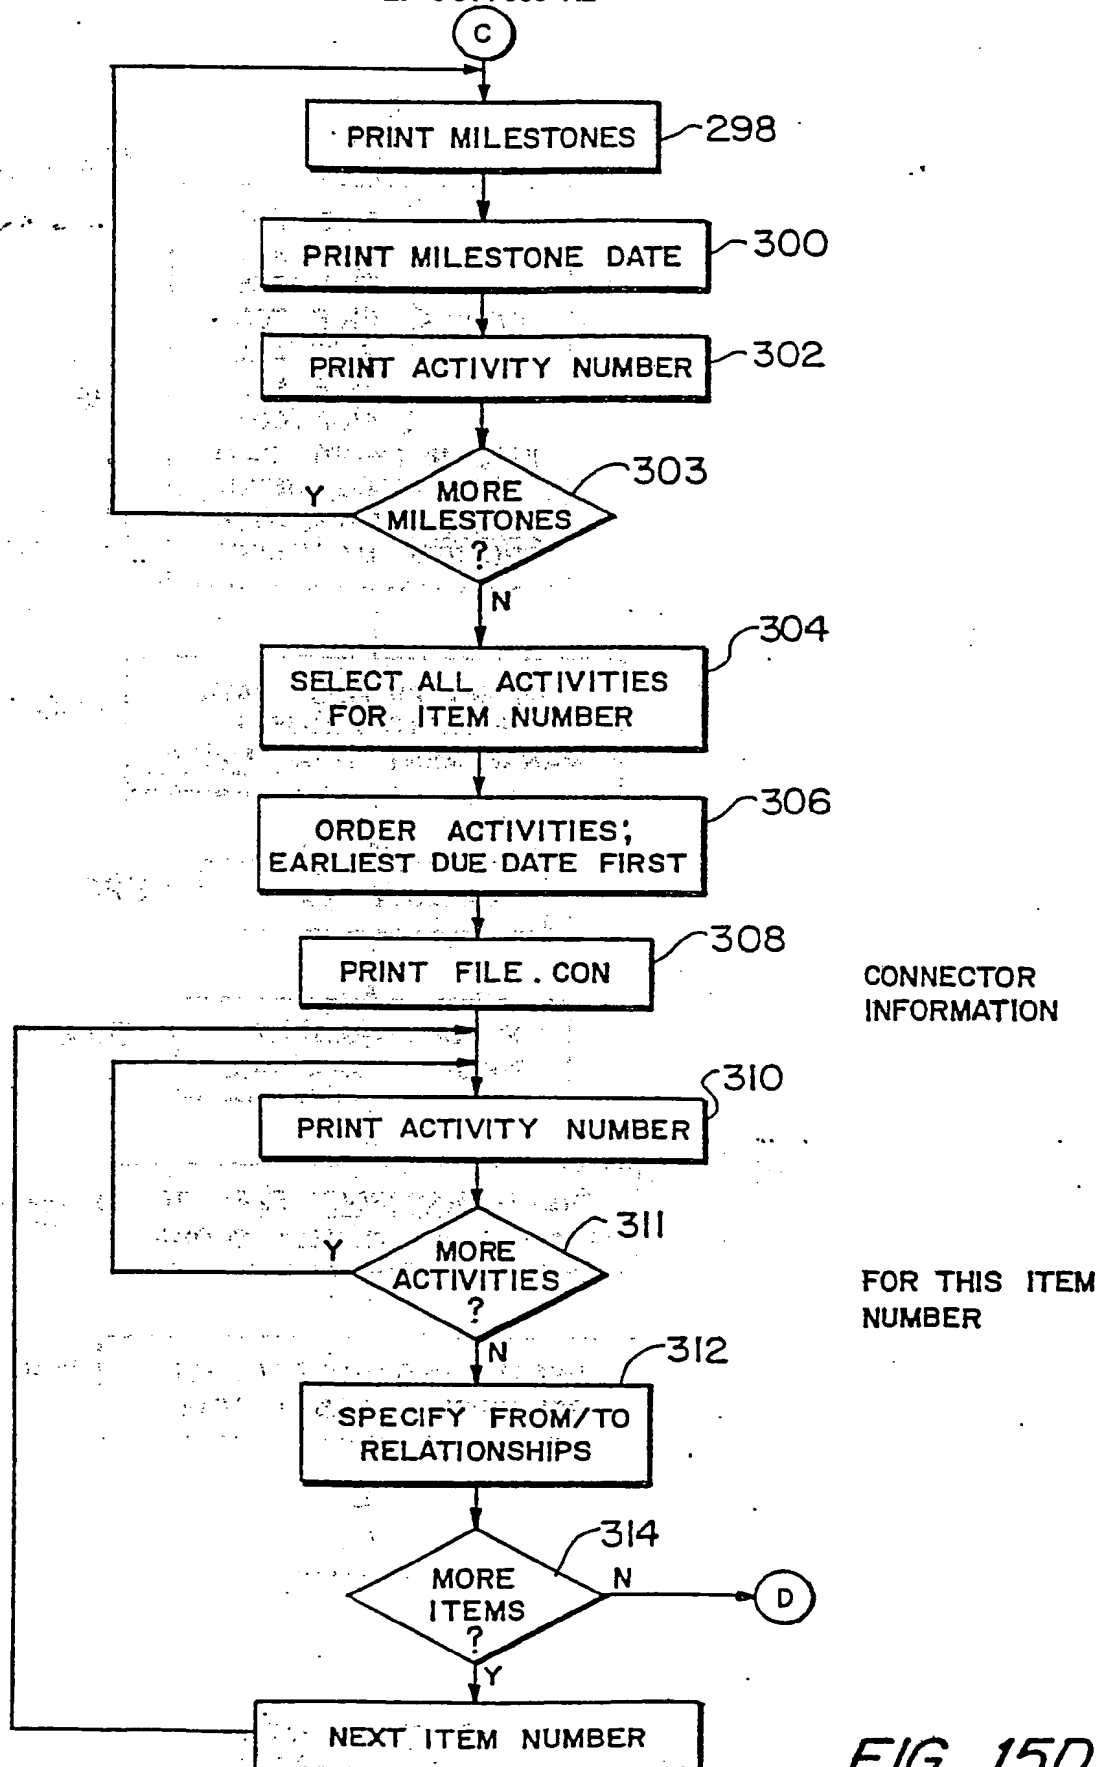 C
PRINT MILESTONES
298
PRINT MILESTONE DATE
300
PRINT ACTIVITY NUMBER
302
MORE
MILESTONES
?
303
Y
N
SELECT ALL ACTIVITIES
FOR ITEM NUMBER
304
ORDER ACTIVITIES;
EARLIEST DUE DATE FIRST
306
PRINT FILE.CON
308
CONNECTOR
INFORMATION
PRINT ACTIVITY NUMBER
310
MORE
ACTIVITIES
?
311
Y
N
FOR THIS ITEM
NUMBER
SPECIFY FROM/TO
RELATIONSHIPS
312
MORE
ITEMS
?
314
N
D
Y
NEXT ITEM NUMBER
FIG. 15D